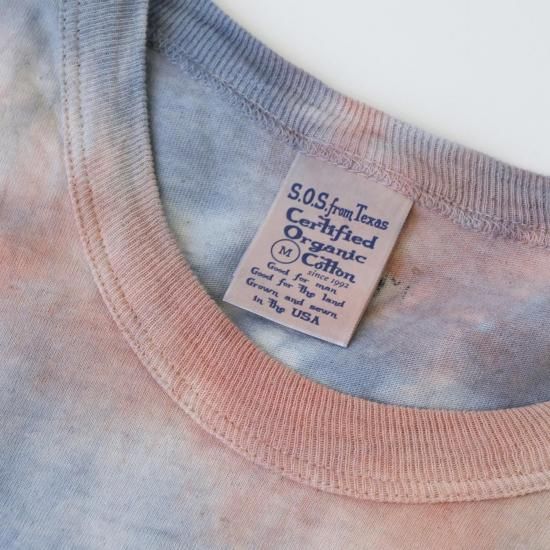 S.O.S. from Texas
Certified
Organic
M Cotton
since 1992
Good for man
Good for the land
Grown and sewn
in the USA